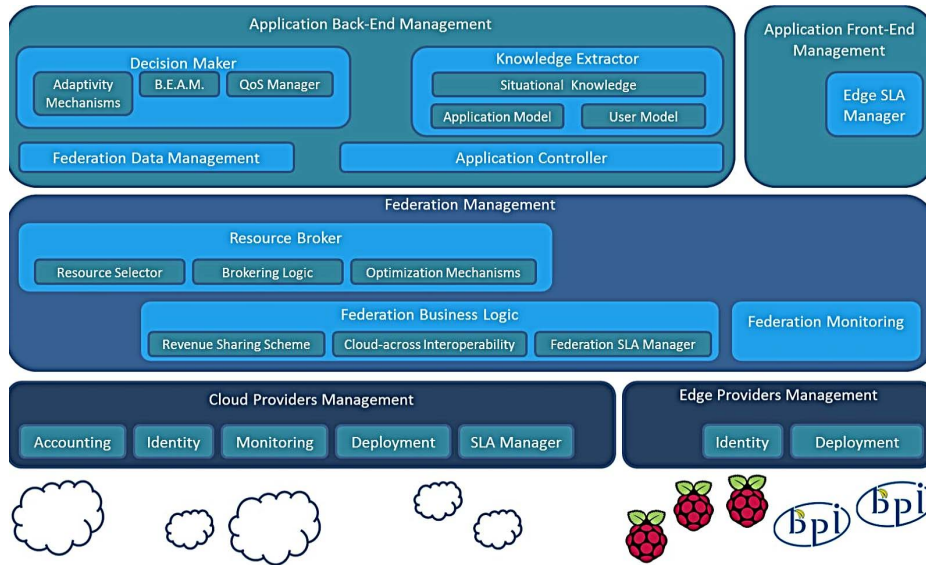 Application Back-End Management
Decision Maker
Adaptivity
Mechanisms
B.E.A.M.
QoS Manager
Knowledge Extractor
Situational Knowledge
Application Model
User Model
Federation Data Management
Application Controller
Application Front-End
Management
Edge SLA
Manager
Federation Management
Resource Broker
Resource Selector
Brokering Logic
Optimization Mechanisms
Federation Business Logic
Revenue Sharing Scheme
Cloud-across Interoperability
Federation SLA Manager
Federation Monitoring
Cloud Providers Management
Accounting
Identity
Monitoring
Deployment
SLA Manager
Edge Providers Management
Identity
Deployment
bpi
bpi